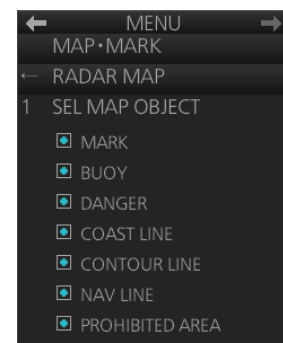 ← MENU →
MAP•MARK
← RADAR MAP
1 SEL MAP OBJECT
MARK
BUOY
DANGER
COAST LINE
CONTOUR LINE
NAV LINE
PROHIBITED AREA